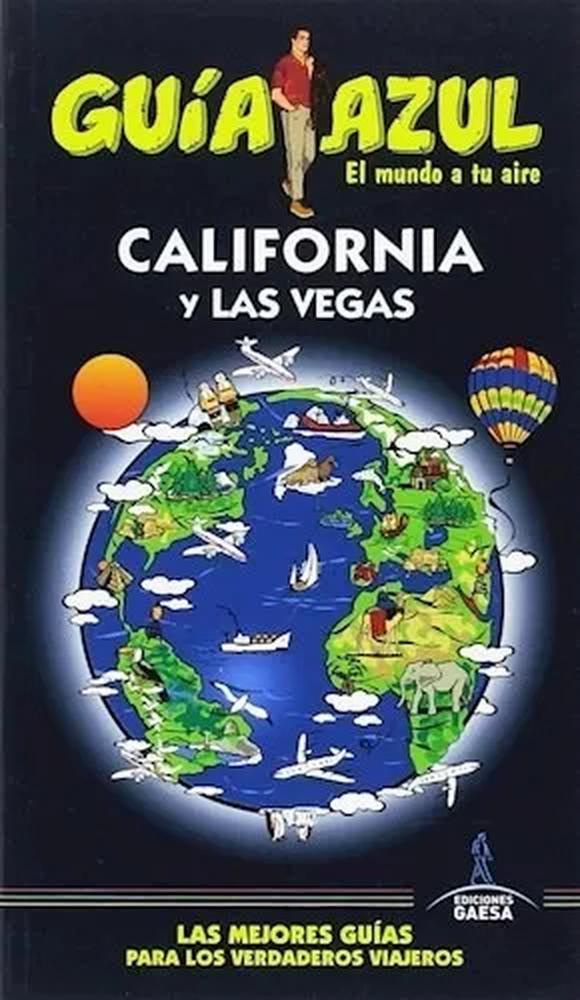 GUÍA AZUL
El mundo a tu aire
CALIFORNIA
Y LAS VEGAS
EDICIONES
GAESA
LAS MEJORES GUÍAS
PARA LOS VERDADEROS VIAJEROS